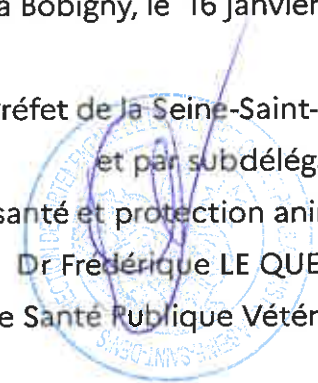 à Bobigny, le 16 janvier
réfet de la Seine-Saint-
et par subdélég
santé et protection ani
Dr Fredérique LE QUE
e Santé Publique Vétér